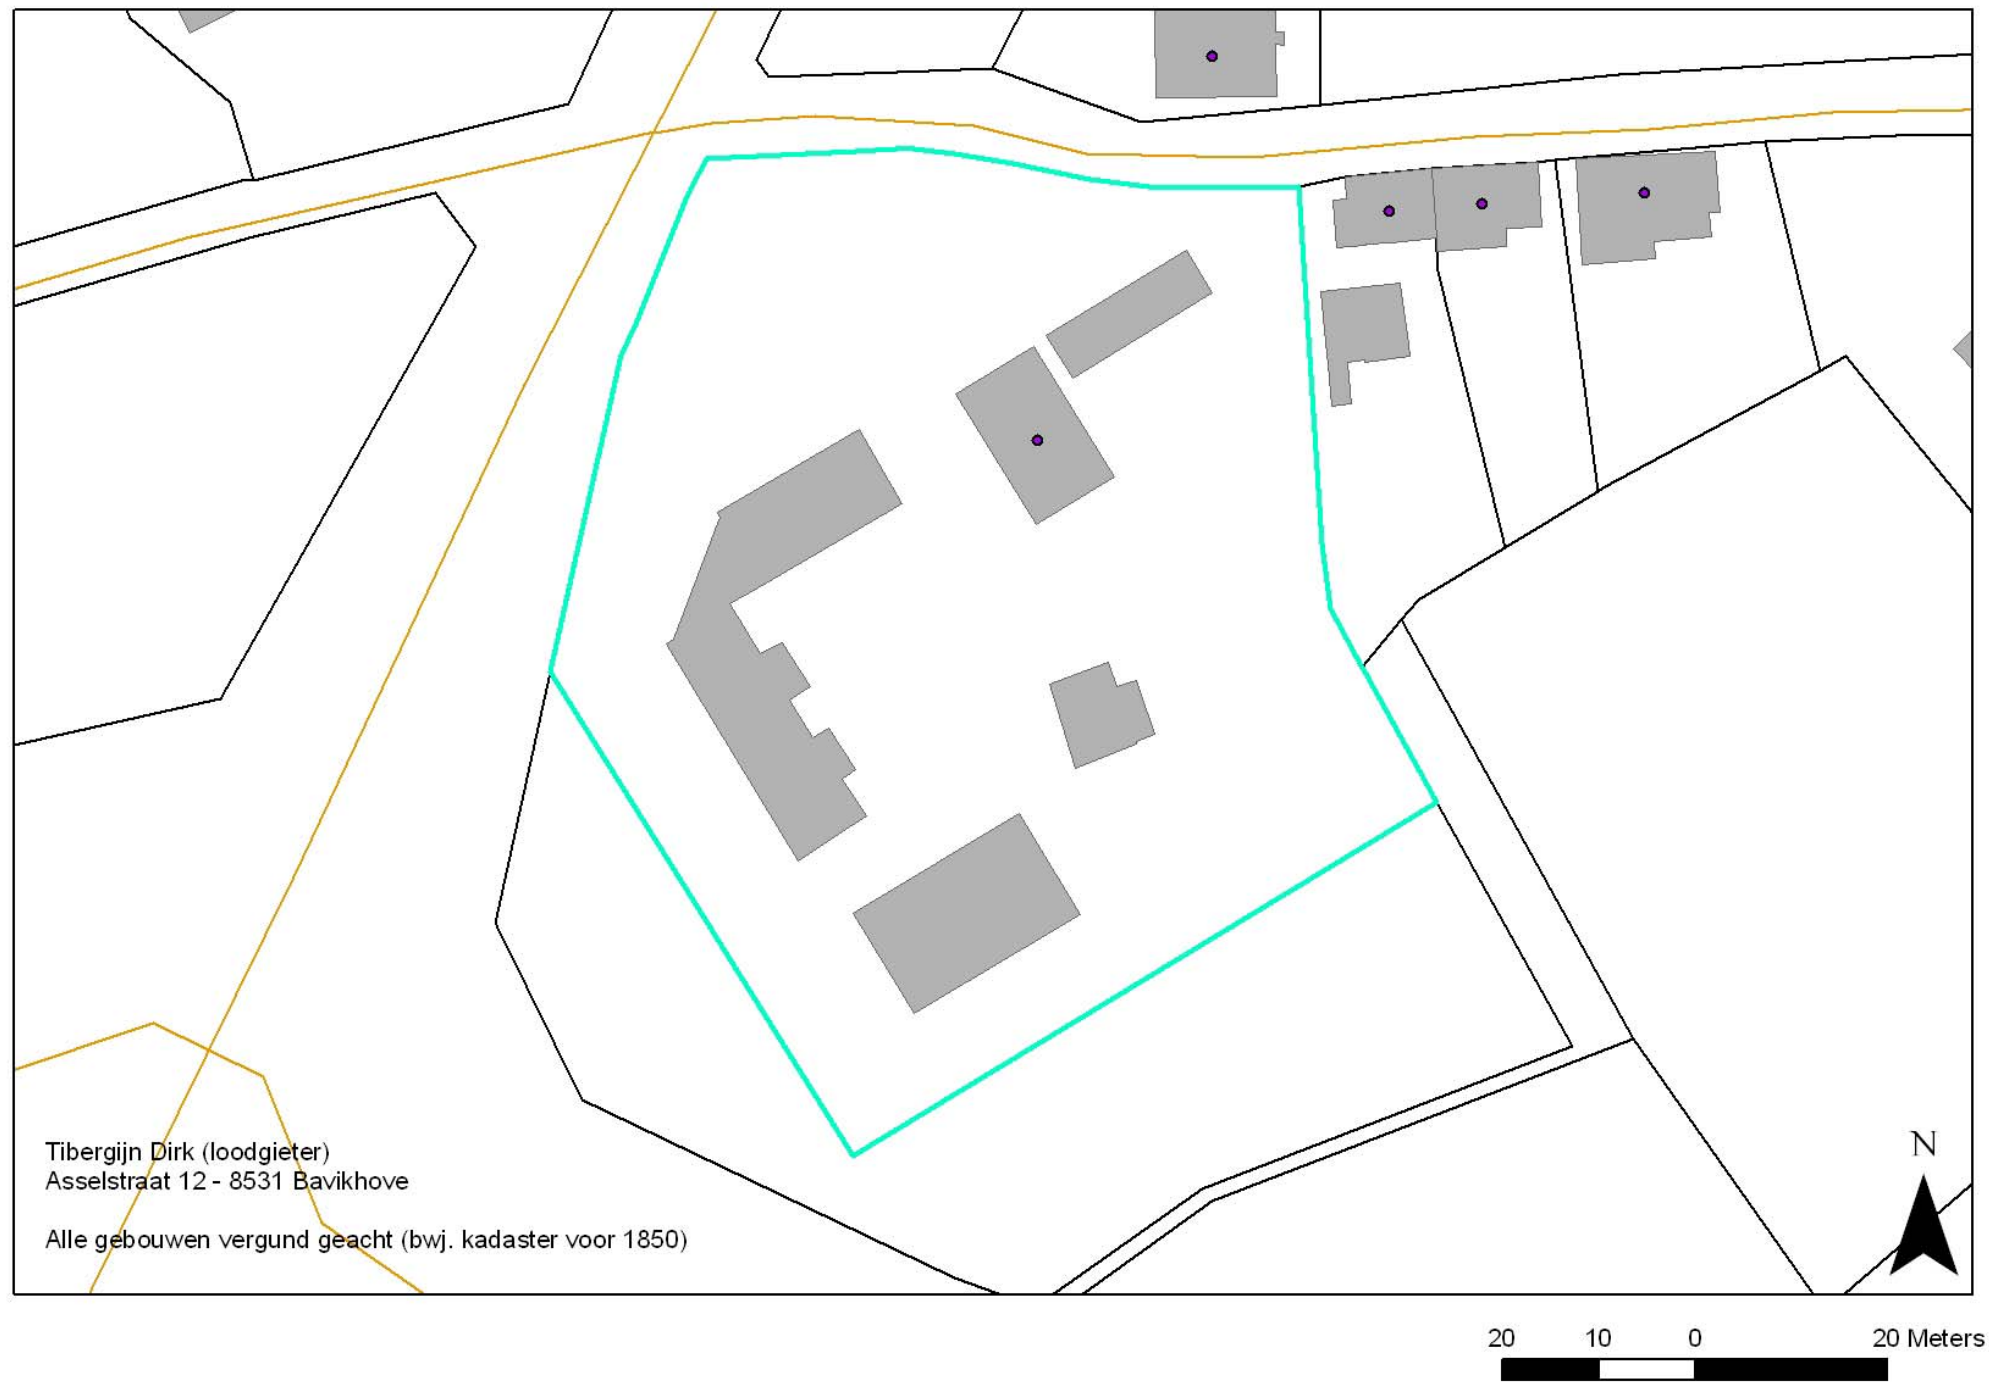 Tibergijn Dirk (loodgieter)
Asselstraat 12 - 8531 Bavikhove
Alle gebouwen vergund geacht (bwj. kadaster voor 1850)
N
20 10 0 20 Meters